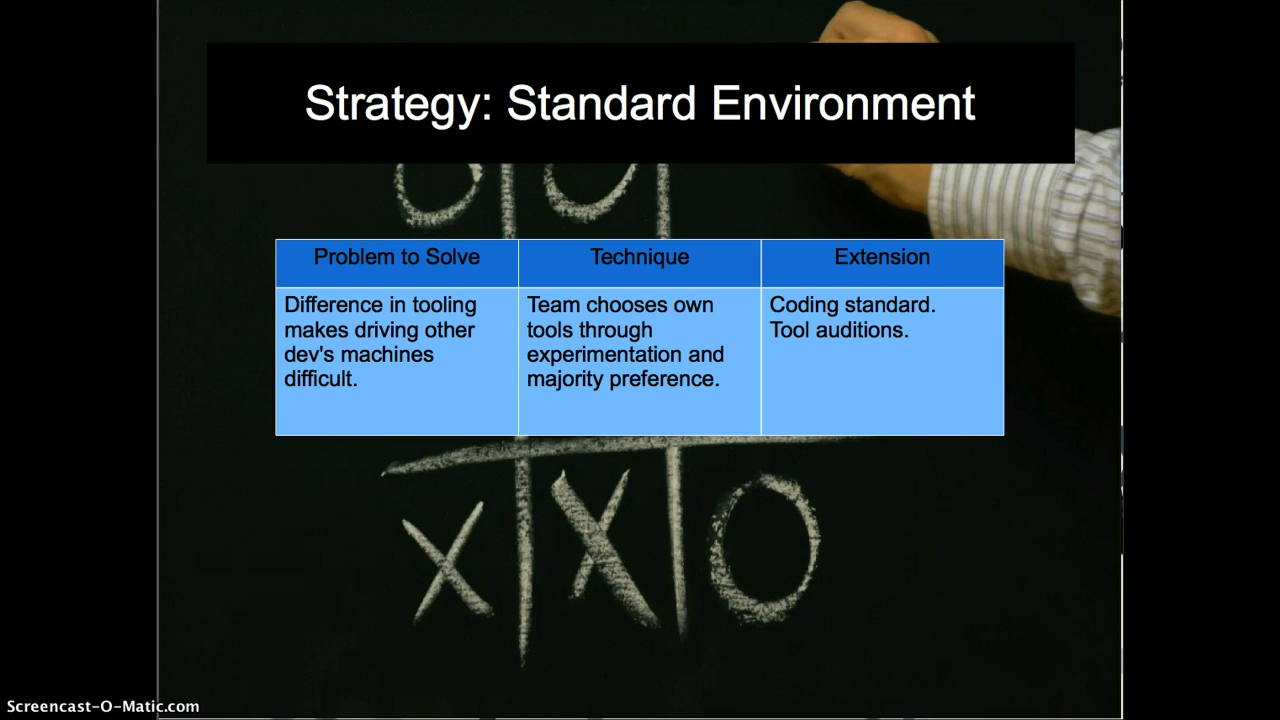 Strategy: Standard Environment
Problem to Solve
Technique
Extension
Difference in tooling
makes driving other
dev's machines
difficult.
Team chooses own
tools through
experimentation and
majority preference.
Coding standard.
Tool auditions.
X X O
Screencast-O-Matic.com